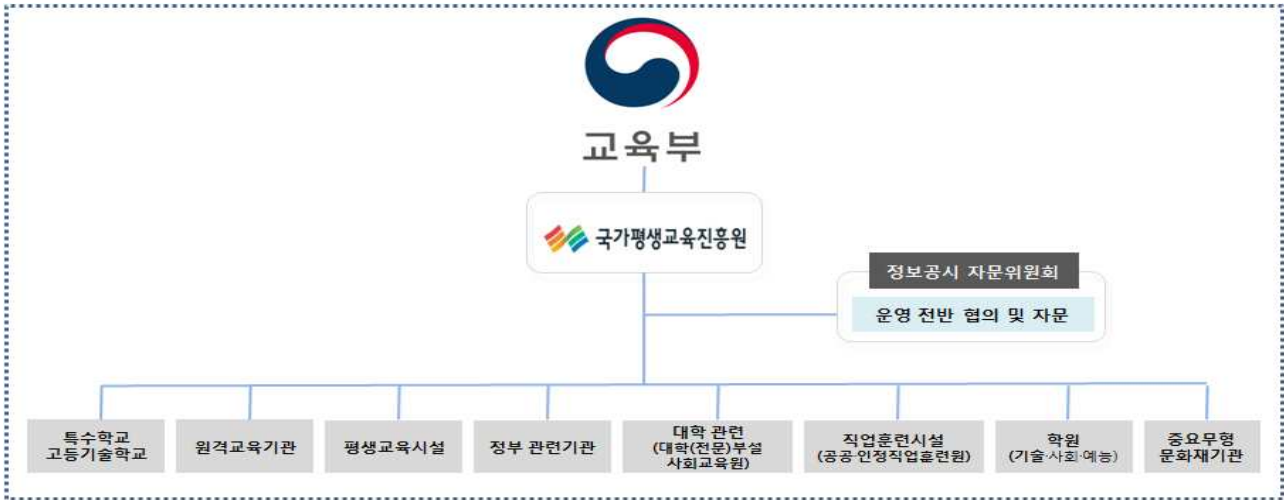 교육부
국가평생교육진흥원
정보공시 자문위원회
운영 전반 협의 및 자문
특수학교
고등기술학교
원격교육기관
평생교육시설
정부 관련기관
대학 관련
(대학(전문)부설
사회교육원)
직업훈련시설
(공공·인정직업훈련원)
학원
(기술·사회·예능)
중요무형
문화재기관